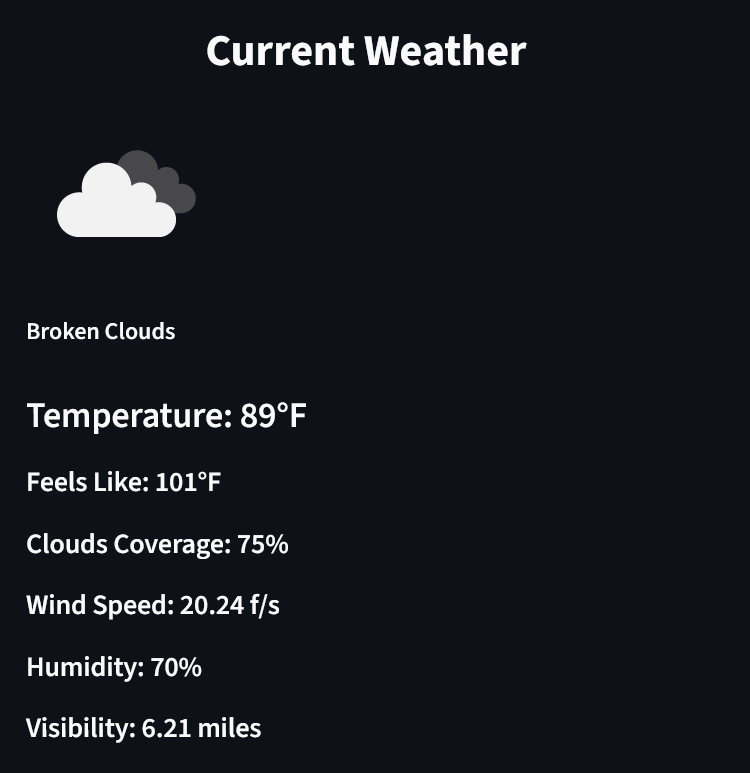 Current Weather
Broken Clouds
Temperature: 89°F
Feels Like: 101°F
Clouds Coverage: 75%
Wind Speed: 20.24 f/s
Humidity: 70%
Visibility: 6.21 miles